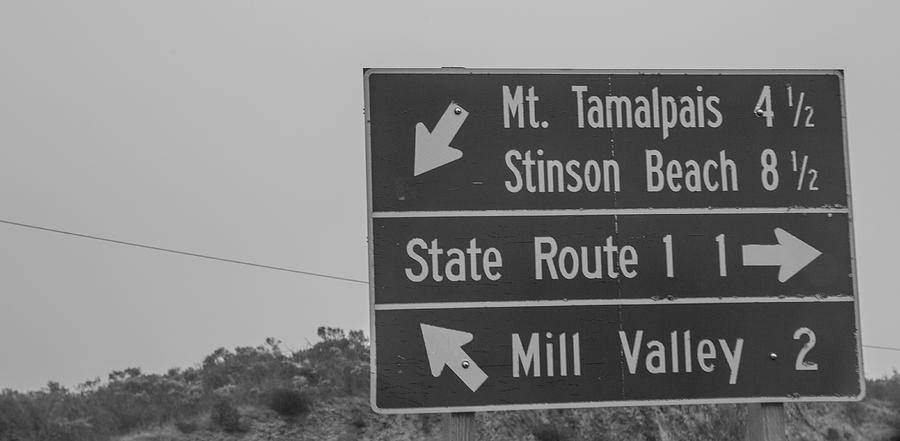 Mt. Tamalpais 4 1/2
Stinson Beach 8 1/2
State Route 1 1
Mill Valley 2